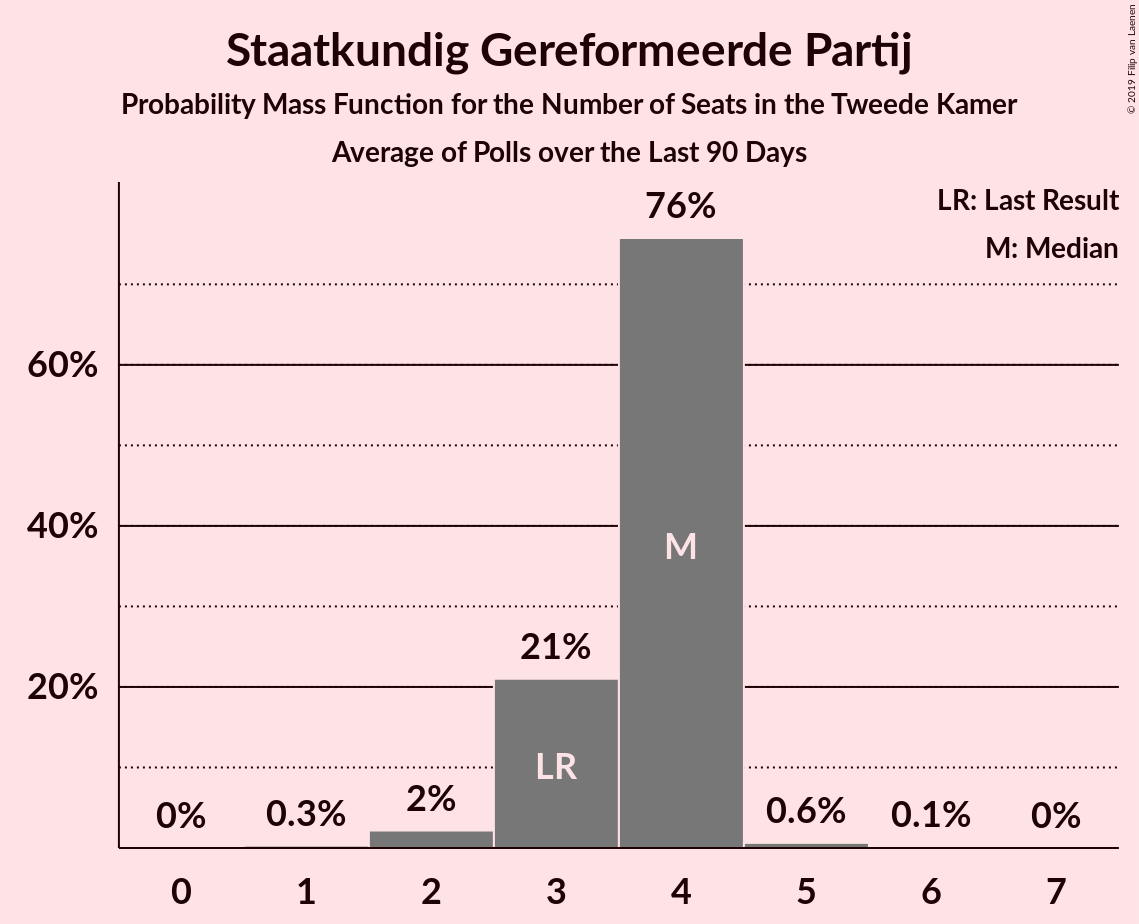 Staatkundig Gereformeerde Partij
Probability Mass Function for the Number of Seats in the Tweede Kamer
Average of Polls over the Last 90 Days
© 2019 Filip van Laenen
LR: Last Result
M: Median
76%
60%
40%
M
21%
20%
LR
0%
0.3%
2%
0.6%
0.1%
0%
0 1 2 3 4 5 6 7